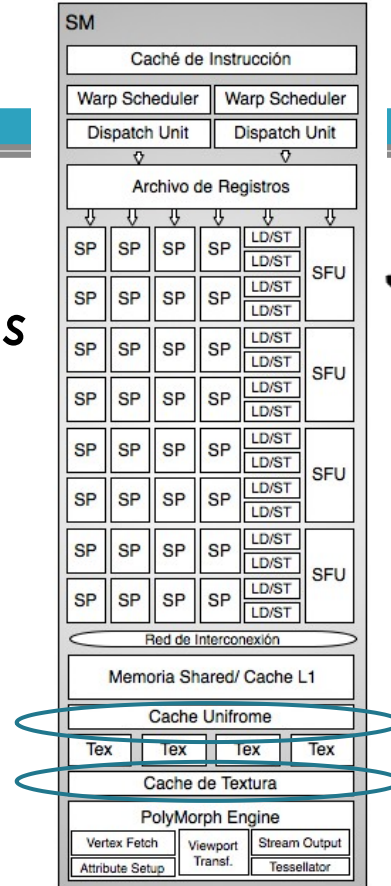 SM
Caché de Instrucción
Warp Scheduler Warp Scheduler
Dispatch Unit Dispatch Unit
Archivo de Registros
SP SP SP SP LD/ST
LD/ST
SFU
SP SP SP SP LD/ST
LD/ST
s
SP SP SP SP LD/ST
LD/ST
SFU
SP SP SP SP LD/ST
LD/ST
SP SP SP SP LD/ST
LD/ST
SFU
SP SP SP SP LD/ST
LD/ST
SP SP SP SP LD/ST
LD/ST
SFU
SP SP SP SP LD/ST
LD/ST
Red de Interconexión
Memoria Shared/ Cache L1
Cache Unifrome
Tex Tex Tex Tex
Cache de Textura
PolyMorph Engine
Vertex Fetch Viewport Transf. Stream Output
Attribute Setup Tessellator